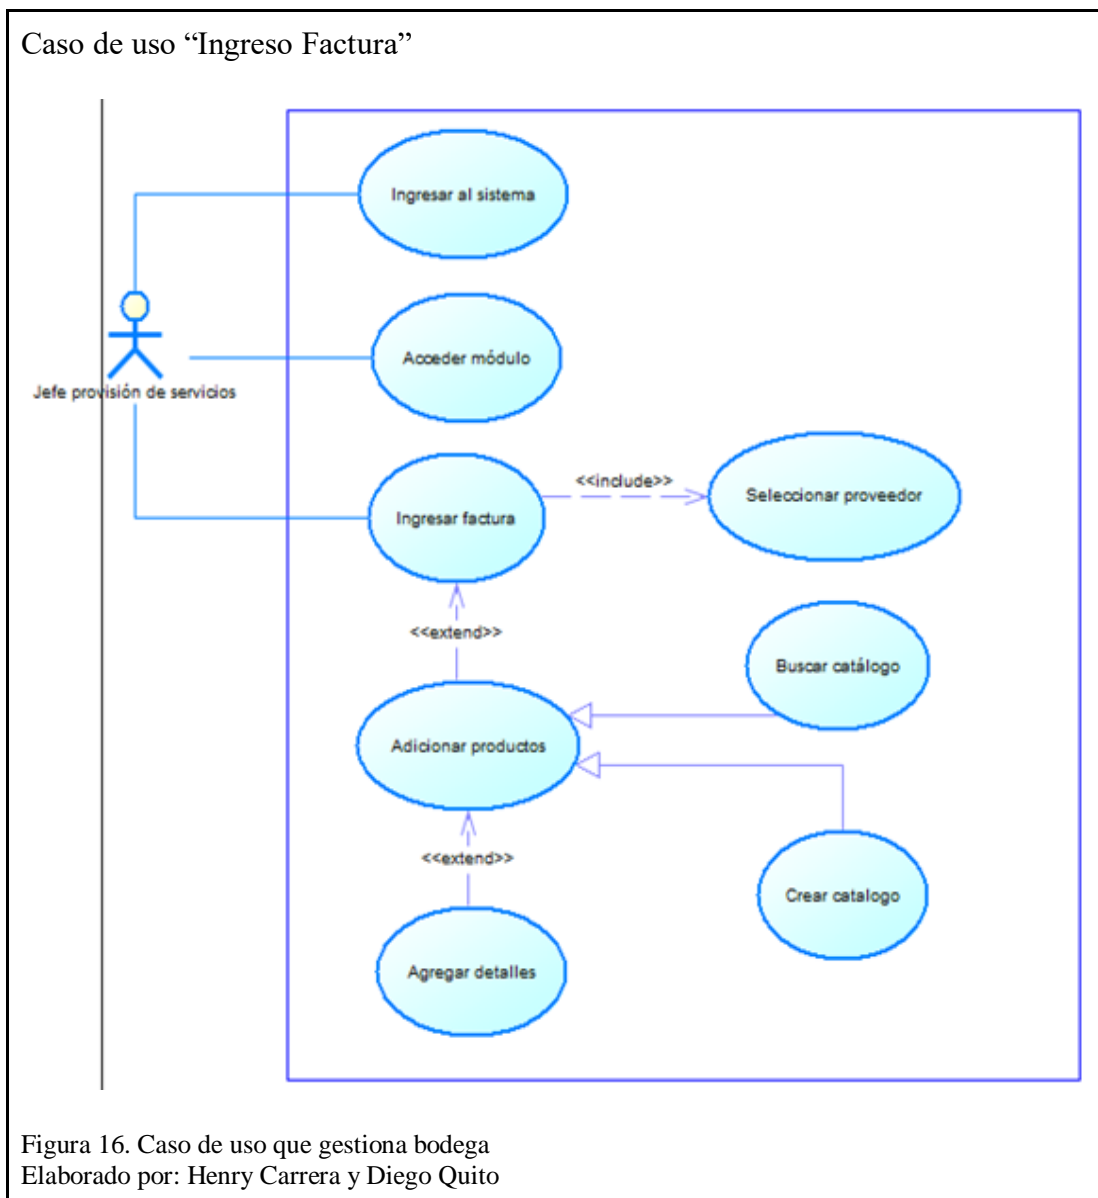 Caso de uso “Ingreso Factura”
Ingresar al sistema
Acceder módulo
Jefe provisión de servicios
<<include>>
Seleccionar proveedor
Ingresar factura
<<extend>>
Buscar catálogo
Adicionar productos
<<extend>>
Crear catalogo
Agregar detalles
Figura 16. Caso de uso que gestiona bodega
Elaborado por: Henry Carrera y Diego Quito